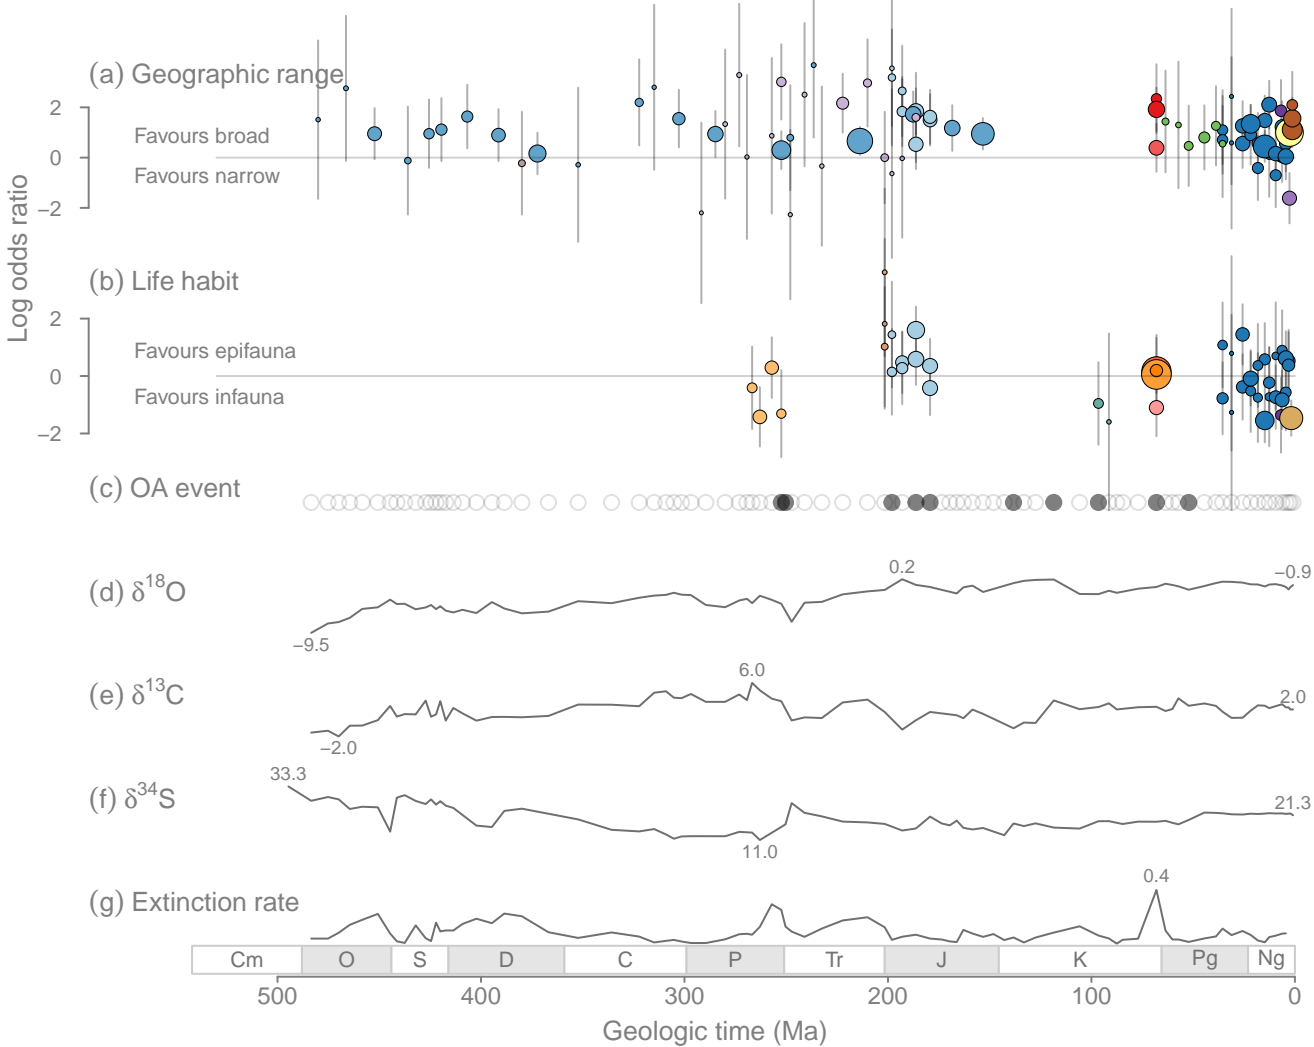 (a) Geographic range
2
Favours broad
0
Favours narrow
−2
Log odds ratio
(b) Life habit
2
Favours epifauna
0
Favours infauna
−2
(c) OA event
(d) δ18O
−9.5
0.2
−0.9
(e) δ13C
−2.0
6.0
2.0
(f) δ34S
33.3
11.0
21.3
(g) Extinction rate
0.4
Cm O S D C P Tr J K Pg Ng
500 400 300 200 100 0
Geologic time (Ma)